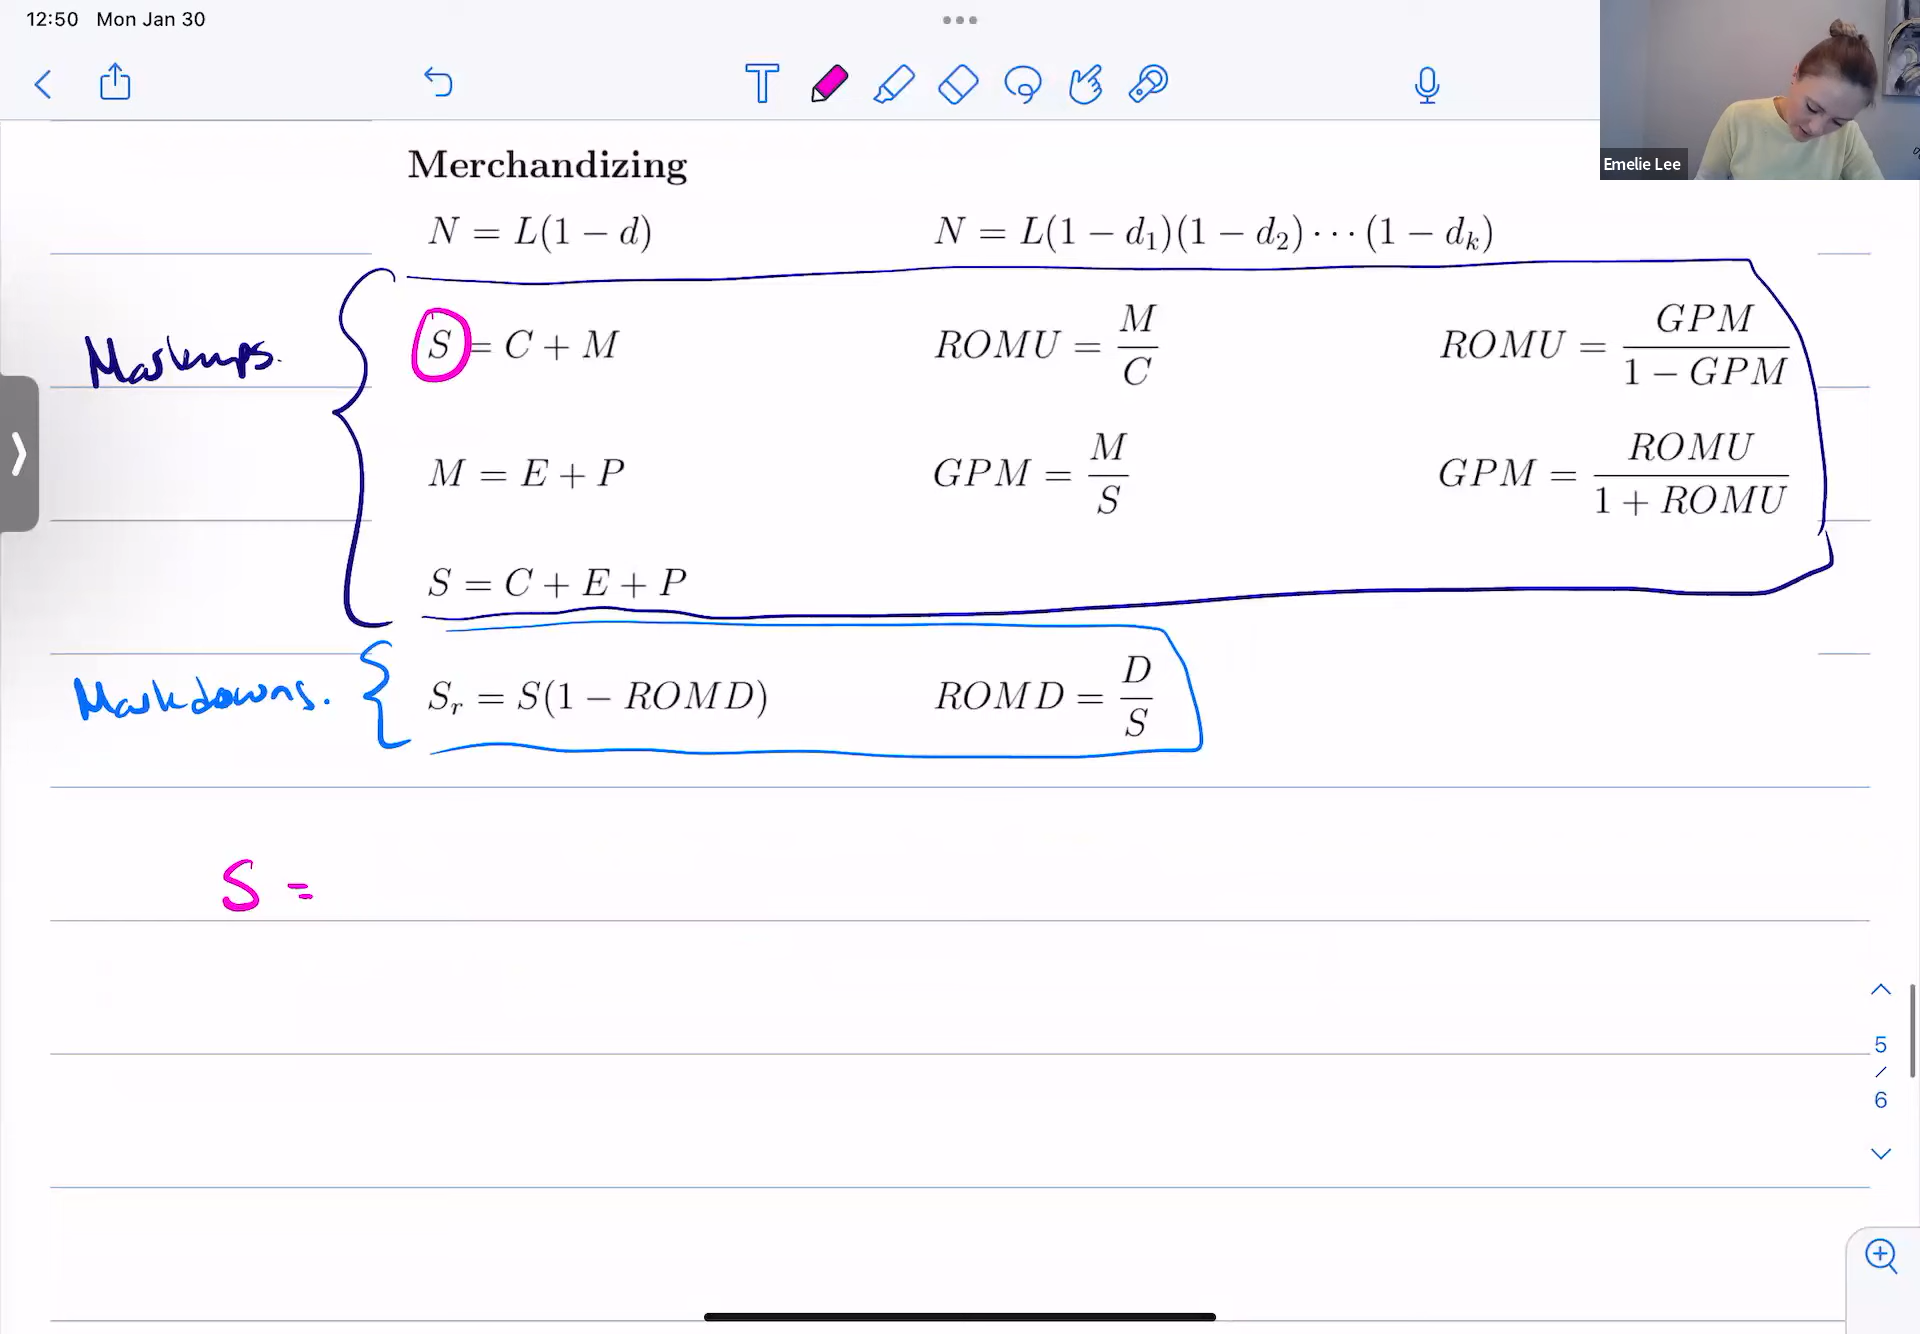 12:50 Mon Jan 30
Emelie Lee
Merchandizing
N = L(1 − d) N = L(1 − d₁)(1 − d₂) ⋯ (1 − dₖ)
Markups.
S = C + M ROMU = M/C ROMU = GPM/(1 − GPM)
M = E + P GPM = M/S GPM = ROMU/(1 + ROMU)
S = C + E + P
Markdowns.
Sᵣ = S(1 − ROMD) ROMD = D/S
S =
5
/
6